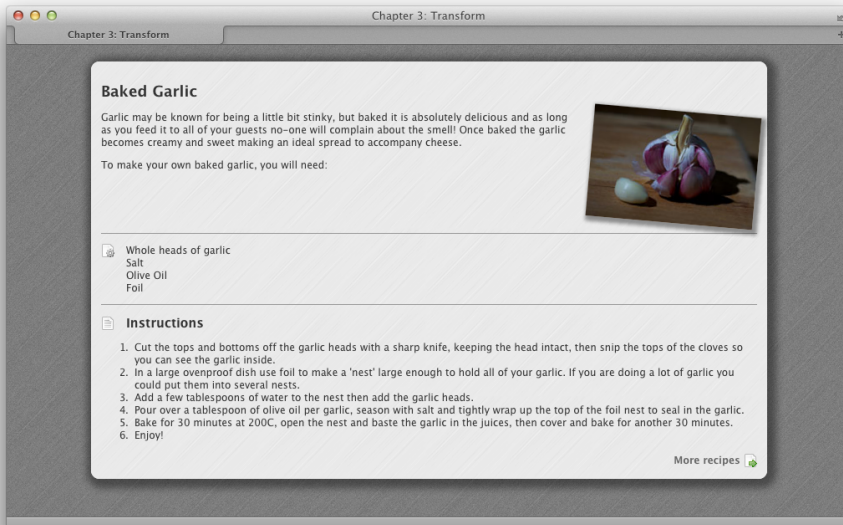 Chapter 3: Transform
Chapter 3: Transform
Baked Garlic
Garlic may be known for being a little bit stinky, but baked it is absolutely delicious and as long
as you feed it to all of your guests no-one will complain about the smell! Once baked the garlic
becomes creamy and sweet making an ideal spread to accompany cheese.
To make your own baked garlic, you will need:
Whole heads of garlic
Salt
Olive Oil
Foil
Instructions
1. Cut the tops and bottoms off the garlic heads with a sharp knife, keeping the head intact, then snip the tops of the cloves so
you can see the garlic inside.
2. In a large ovenproof dish use foil to make a 'nest' large enough to hold all of your garlic. If you are doing a lot of garlic you
could put them into several nests.
3. Add a few tablespoons of water to the nest then add the garlic heads.
4. Pour over a tablespoon of olive oil per garlic, season with salt and tightly wrap up the top of the foil nest to seal in the garlic.
5. Bake for 30 minutes at 200C, open the nest and baste the garlic in the juices, then cover and bake for another 30 minutes.
6. Enjoy!
More recipes